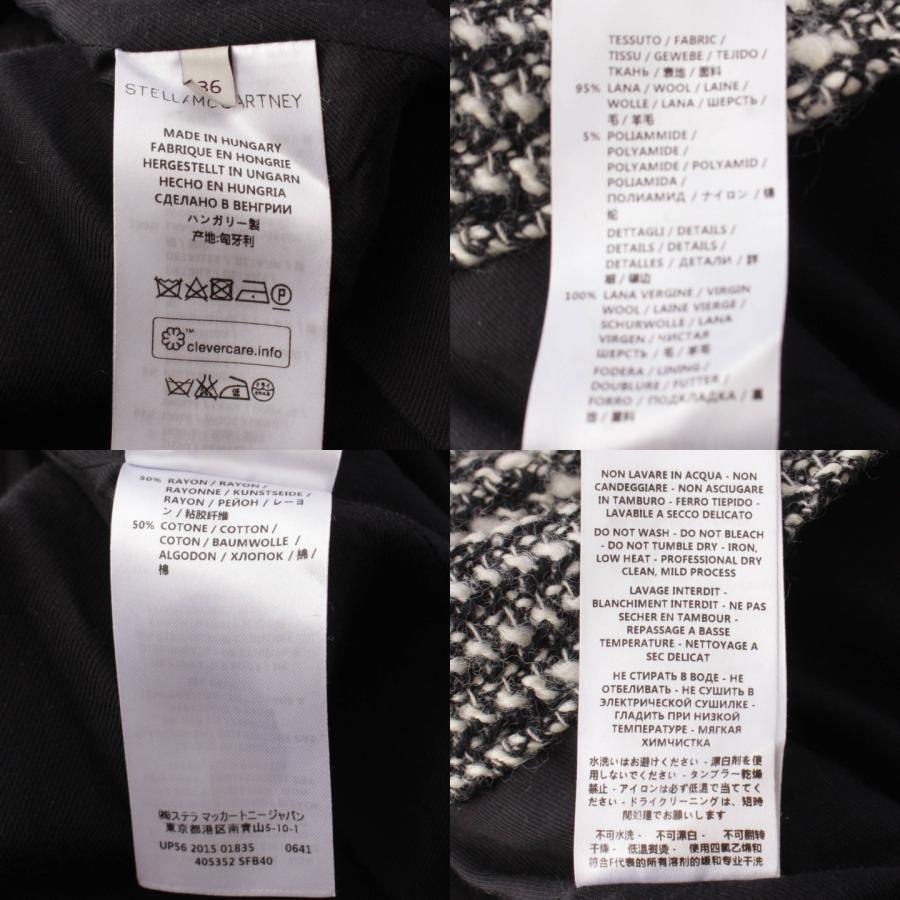 36
STELLA McCARTNEY
MADE IN HUNGARY
FABRIQUE EN HONGRIE
HERGESTELLT IN UNGARN
HECHO EN HUNGRIA
СДЕЛАНО В ВЕНГРИИ
ハンガリー製
产地:匈牙利
P
TM
clevercare.info
低
ドライ
TESSUTO / FABRIC /
TISSU / GEWEBE / TEJIDO /
ТКАНЬ / 表地 / 面料
95% LANA / WOOL / LAINE /
WOLLE / LANA / ШЕРСТЬ /
毛 / 羊毛
5% POLIAMMIDE /
POLYAMIDE /
POLYAMIDE / POLYAMID /
POLIAMIDA /
ПОЛИАМИД / ナイロン / 锦
纶
DETTAGLI / DETAILS /
DETAILS / DETAILS /
DETALLES / ДЕТАЛИ / 詳
細 / 镶边
100% LANA VERGINE / VIRGIN
WOOL / LAINE VIERGE /
SCHURWOLLE / LANA
VIRGEN / ЧИСТАЯ
ШЕРСТЬ / 毛 / 羊毛
FODERA / LINING /
DOUBLURE / FUTTER /
FORRO / ПОДКЛАДКА / 裏
地 / 里料
50% RAYON / RAYON /
RAYONNE / KUNSTSEIDE /
RAYON / РЕЙОН / レーヨ
ン / 粘胶纤维
50% COTONE / COTTON /
COTON / BAUMWOLLE /
ALGODON / ХЛОПОК / 綿 /
棉
㈱ステラ マッカートニージャパン
東京都港区南青山5-10-1
UP56 2015 01835 0641
405352 SFB40
NON LAVARE IN ACQUA - NON
CANDEGGIARE - NON ASCIUGARE
IN TAMBURO - FERRO TIEPIDO -
LAVABILE A SECCO DELICATO
DO NOT WASH - DO NOT BLEACH
- DO NOT TUMBLE DRY - IRON,
LOW HEAT - PROFESSIONAL DRY
CLEAN, MILD PROCESS
LAVAGE INTERDIT -
BLANCHIMENT INTERDIT - NE PAS
SECHER EN TAMBOUR -
REPASSAGE A BASSE
TEMPERATURE - NETTOYAGE A
SEC DELICAT
НЕ СТИРАТЬ В ВОДЕ - НЕ
ОТБЕЛИВАТЬ - НЕ СУШИТЬ В
ЭЛЕКТРИЧЕСКОЙ СУШИЛКЕ -
ГЛАДИТЬ ПРИ НИЗКОЙ
ТЕМПЕРАТУРЕ - МЯГКАЯ
ХИМЧИСТКА
水洗いはお避けください - 漂白剤を使
用しないでください - タンブラー乾燥
禁止 - アイロンは必ず低温で当ててく
ださい - ドライクリーニングは、短時
間処理でお願いします
不可水洗 - 不可漂白 - 不可翻转
干燥 - 低温熨烫 - 使用四氯乙烯和
符合F代表的所有溶剂的缓和专业干洗